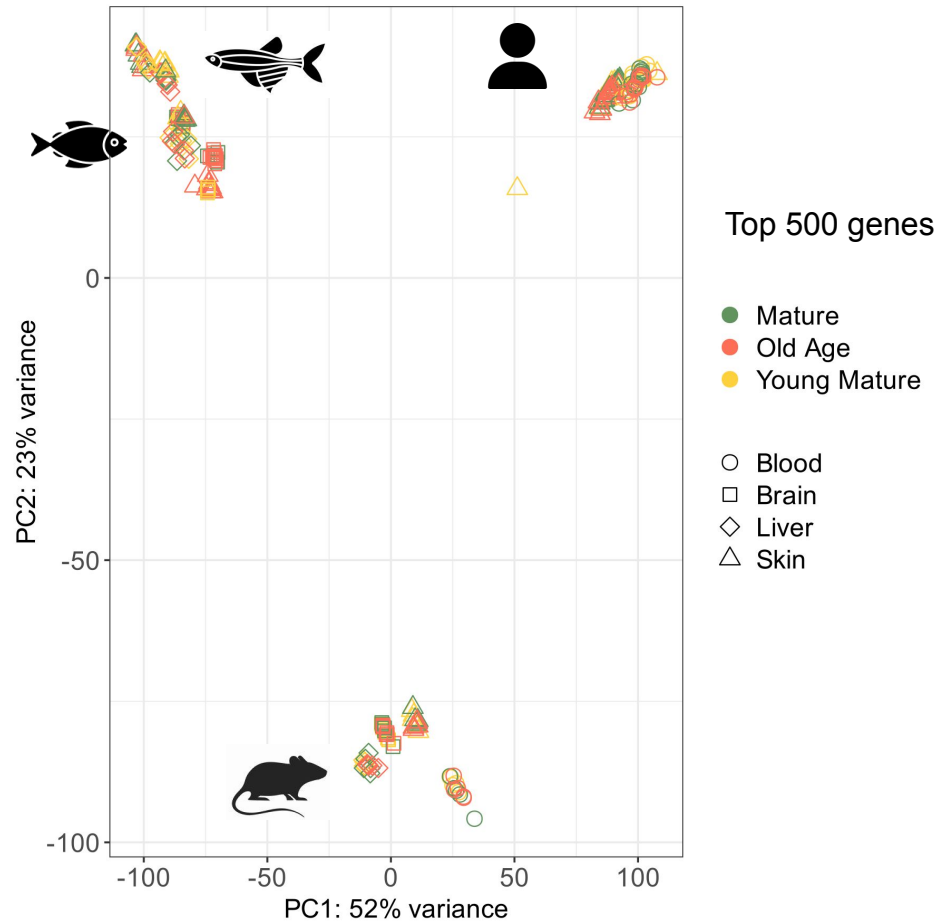 0
-50
-100
PC2: 23% variance
-100 -50 0 50 100
PC1: 52% variance
Top 500 genes
Mature
Old Age
Young Mature
Blood
Brain
Liver
Skin